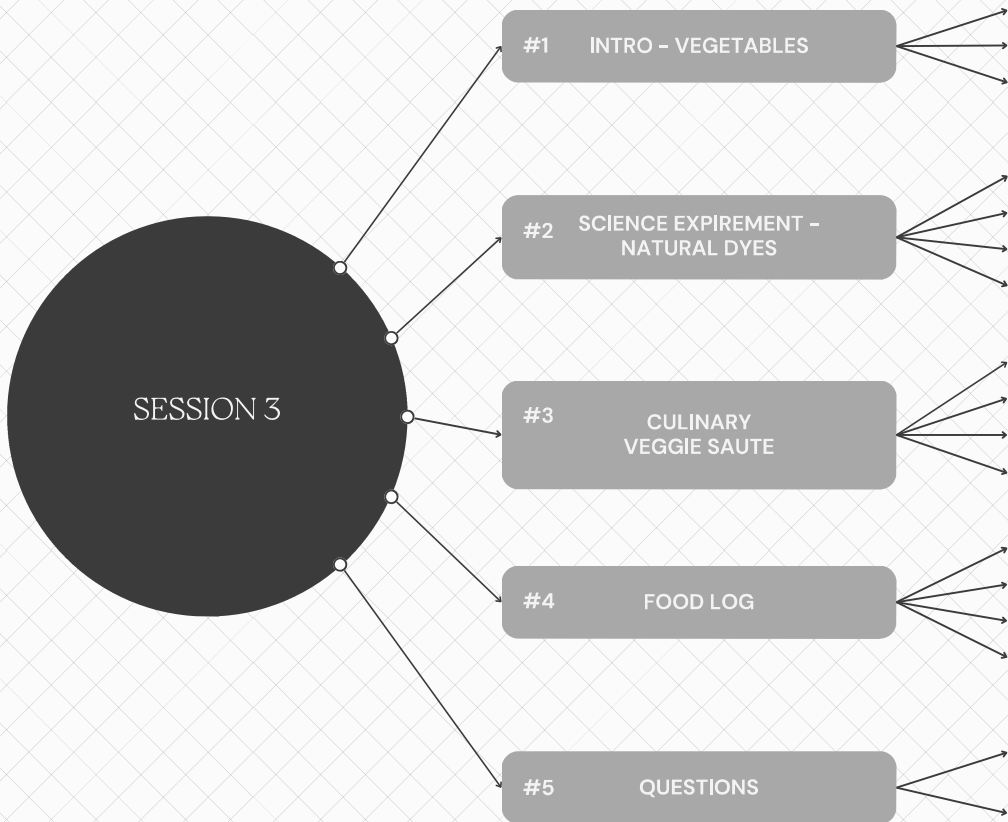 #1 INTRO - VEGETABLES
#2 SCIENCE EXPIREMENT -
NATURAL DYES
SESSION 3
#3 CULINARY
VEGGIE SAUTE
#4 FOOD LOG
#5 QUESTIONS